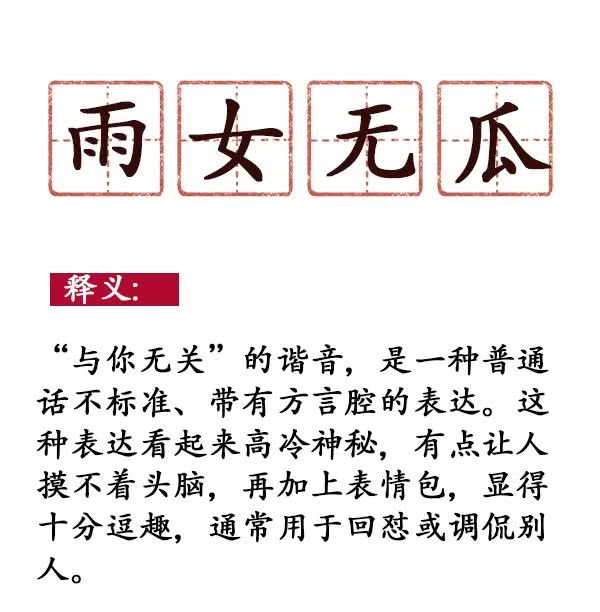 雨女无瓜
释义：
“与你无关”的谐音，是一种普通
话不标准、带有方言腔的表达。这
种表达看起来高冷神秘，有点让人
摸不着头脑，再加上表情包，显得
十分逗趣，通常用于回怼或调侃别
人。